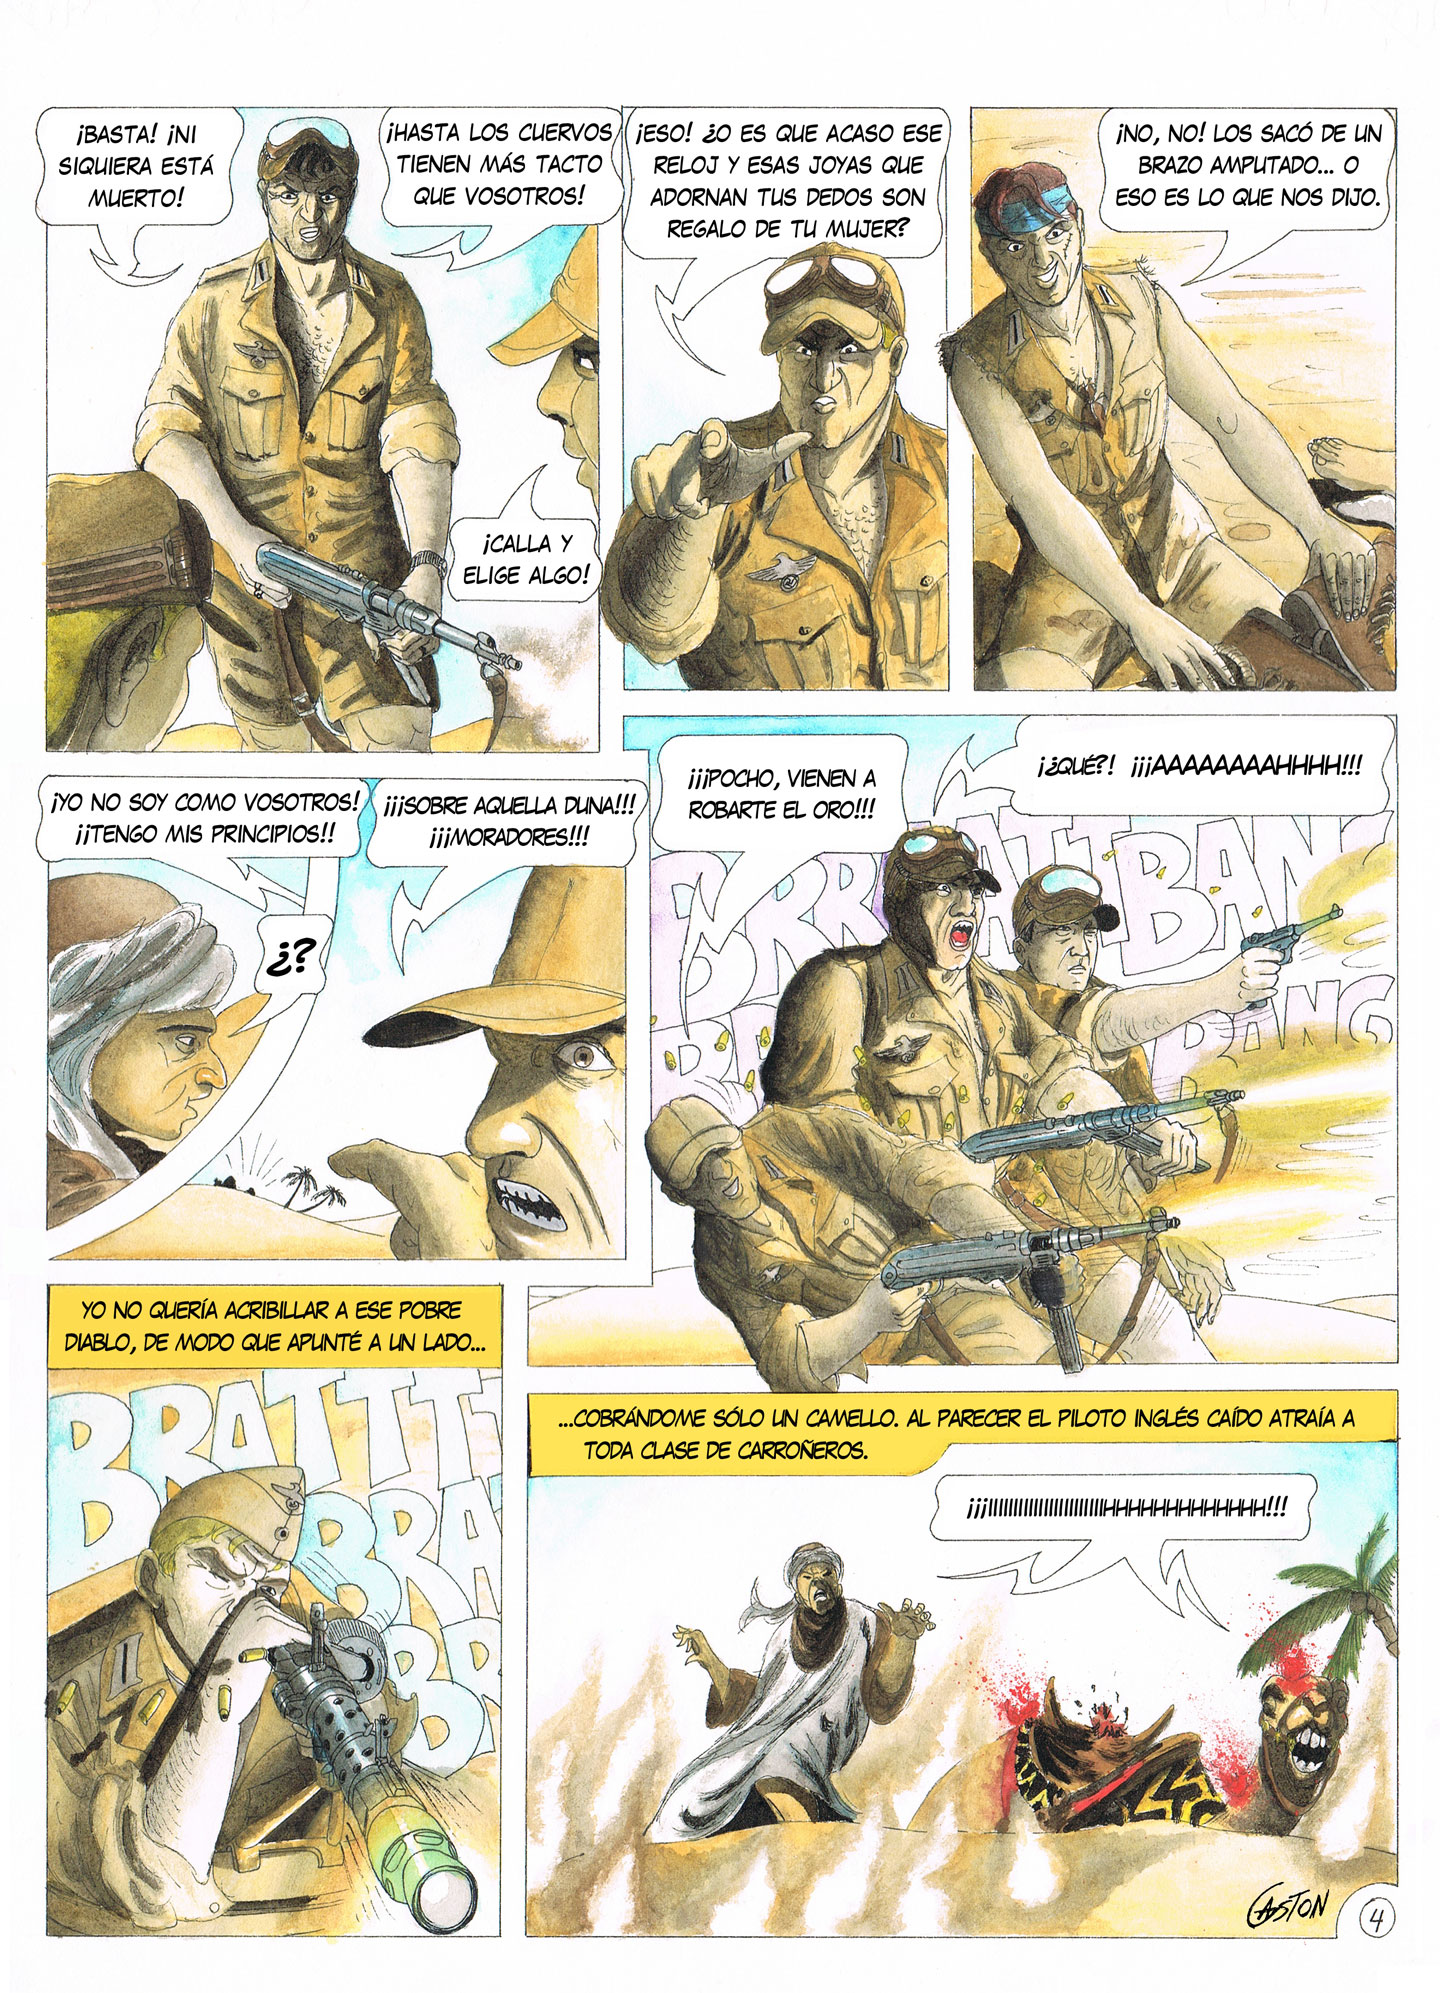 ¡BASTA! ¡NI
SIQUIERA ESTÁ
MUERTO!
¡HASTA LOS CUERVOS
TIENEN MÁS TACTO
QUE VOSOTROS!
¡CALLA Y
ELIGE ALGO!
¡ESO! ¿O ES QUE ACASO ESE
RELOJ Y ESAS JOYAS QUE
ADORNAN TUS DEDOS SON
REGALO DE TU MUJER?
¡NO, NO! LOS SACÓ DE UN
BRAZO AMPUTADO... O
ESO ES LO QUE NOS DIJO.
¡YO NO SOY COMO VOSOTROS!
¡¡TENGO MIS PRINCIPIOS!!
¡¡¡SOBRE AQUELLA DUNA!!!
¡¡¡MORADORES!!!
¿?
¡¡¡POCHO, VIENEN A
ROBARTE EL ORO!!!
¡¿QUÉ?! ¡¡¡AAAAAAAAHHHH!!!
BANG
BANG
YO NO QUERÍA ACRIBILLAR A ESE POBRE
DIABLO, DE MODO QUE APUNTÉ A UN LADO...
BRATTTT
...COBRÁNDOME SÓLO UN CAMELLO. AL PARECER EL PILOTO INGLÉS CAÍDO ATRAÍA A
TODA CLASE DE CARROÑEROS.
¡¡¡IIIIIIIIIIIIIIIIIIIIIIIIHHHHHHHHHHHHH!!!
GASTON
4